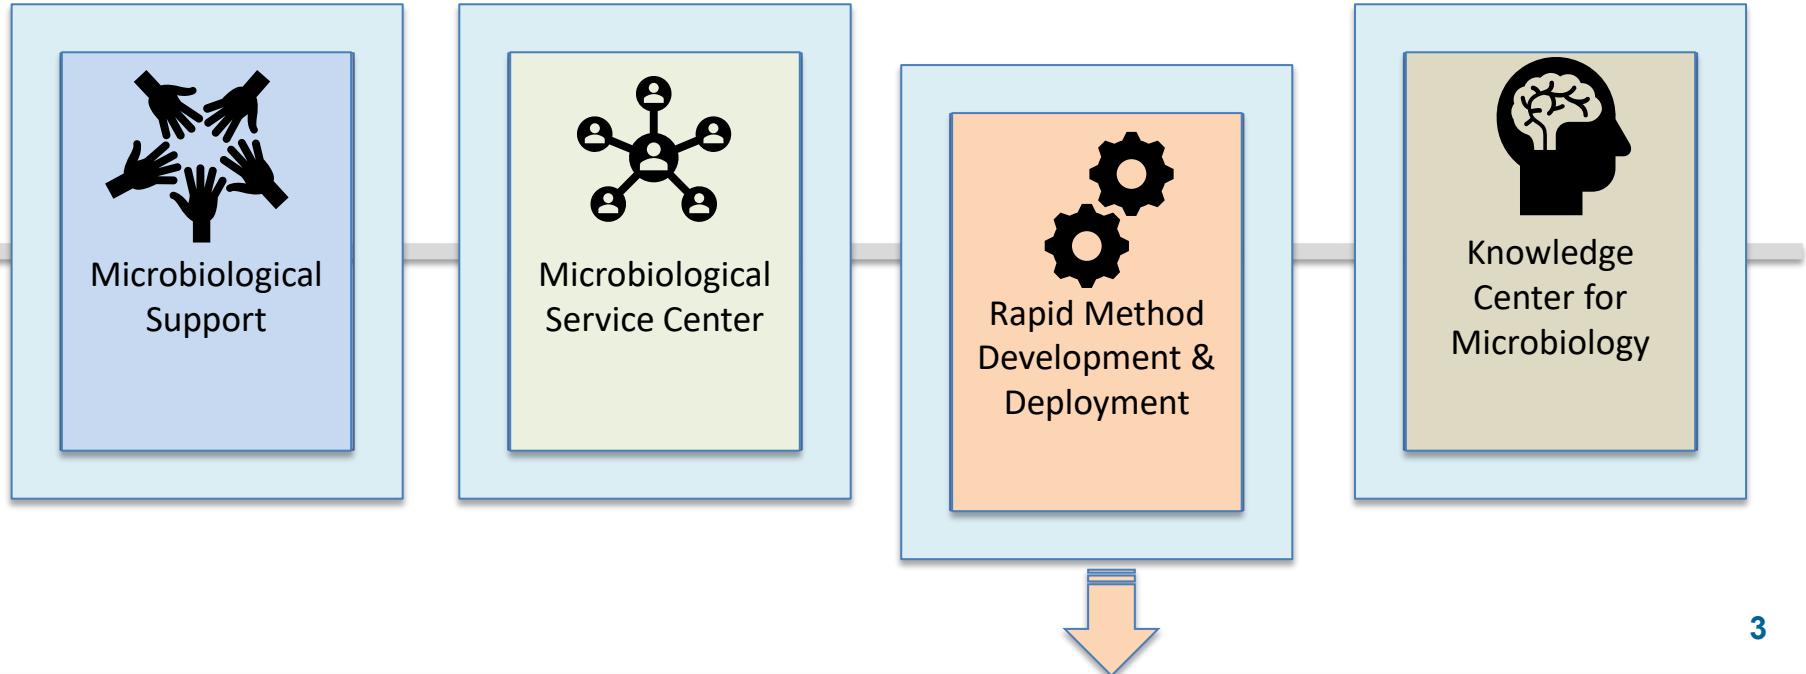 Microbiological
Support
Microbiological
Service Center
Rapid Method
Development &
Deployment
Knowledge
Center for
Microbiology
3